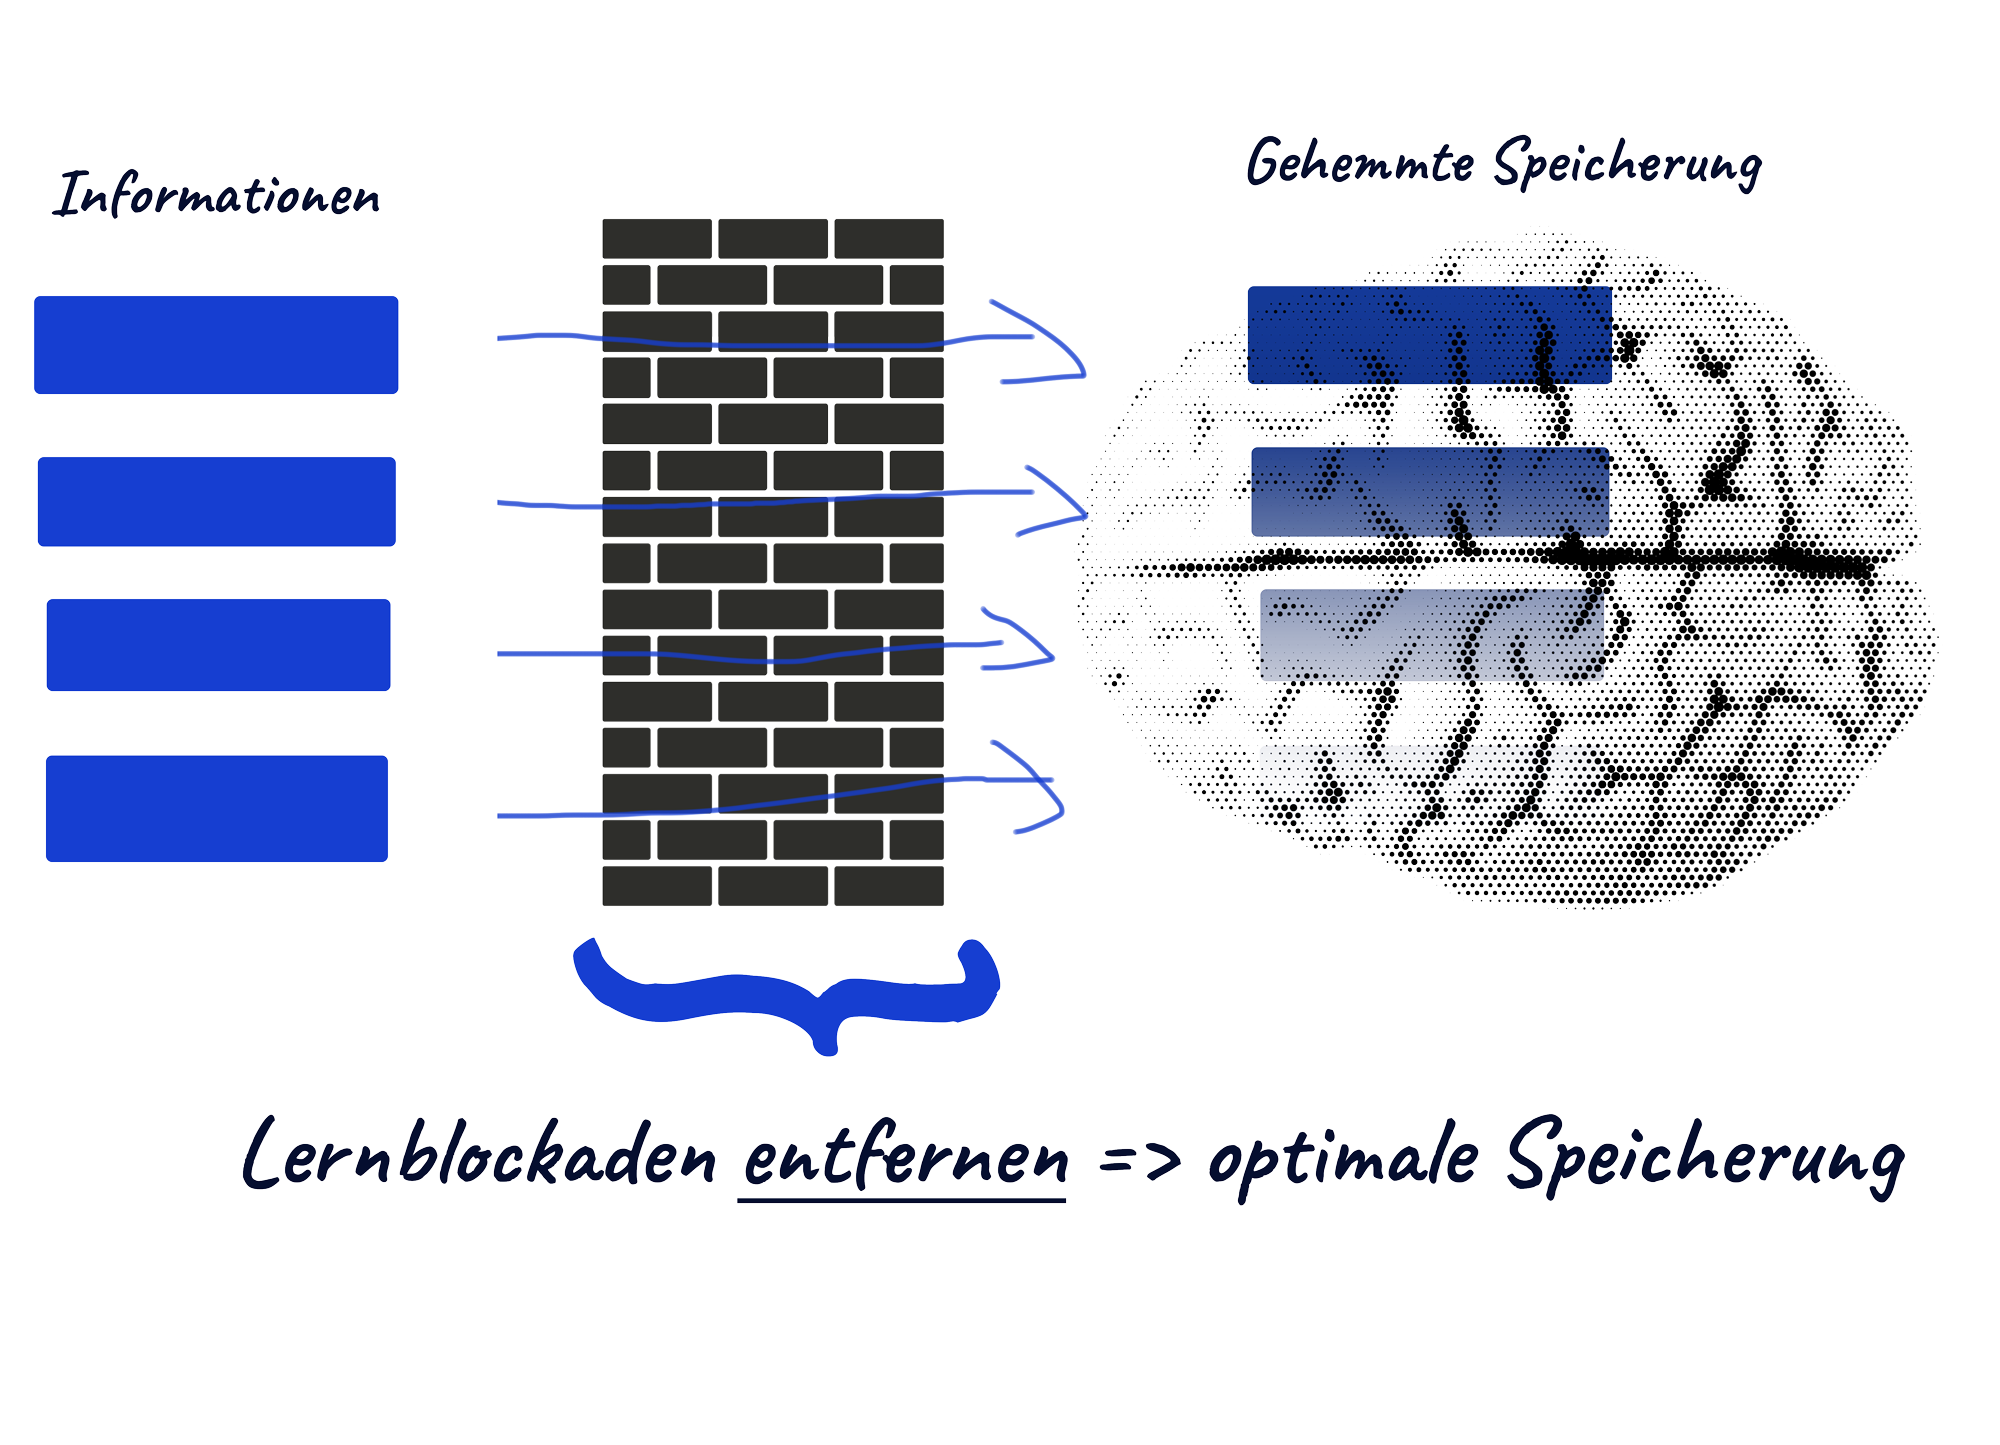 Informationen
Gehemmte Speicherung
Lernblockaden entfernen => optimale Speicherung